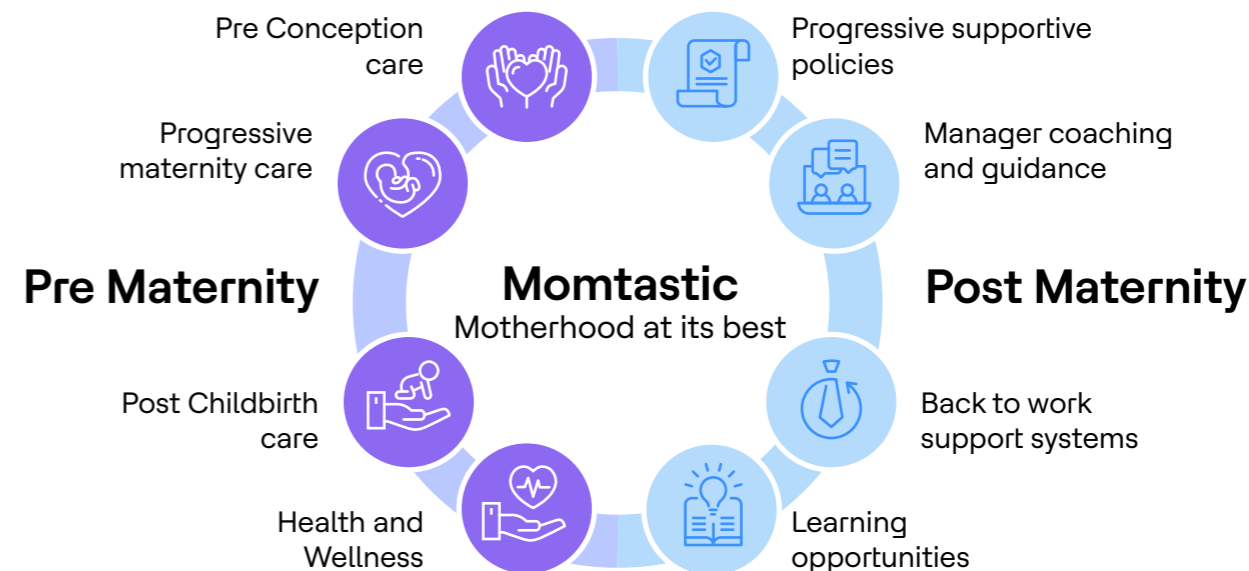 Pre Conception
care
Progressive supportive
policies
Progressive
maternity care
Manager coaching
and guidance
Pre Maternity
Momtastic
Motherhood at its best
Post Maternity
Post Childbirth
care
Back to work
support systems
Health and
Wellness
Learning
opportunities